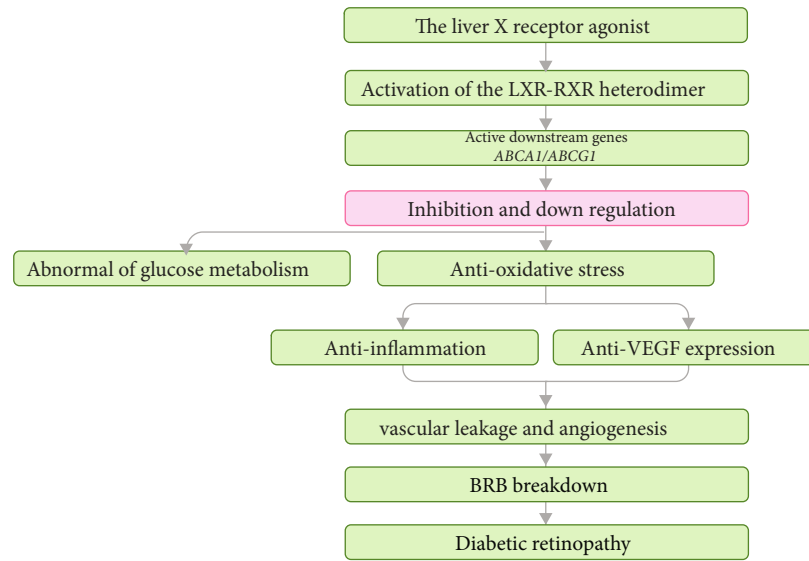 The liver X receptor agonist
Activation of the LXR-RXR heterodimer
Active downstream genes
ABCA1/ABCG1
Inhibition and down regulation
Abnormal of glucose metabolism
Anti-oxidative stress
Anti-inflammation
Anti-VEGF expression
vascular leakage and angiogenesis
BRB breakdown
Diabetic retinopathy